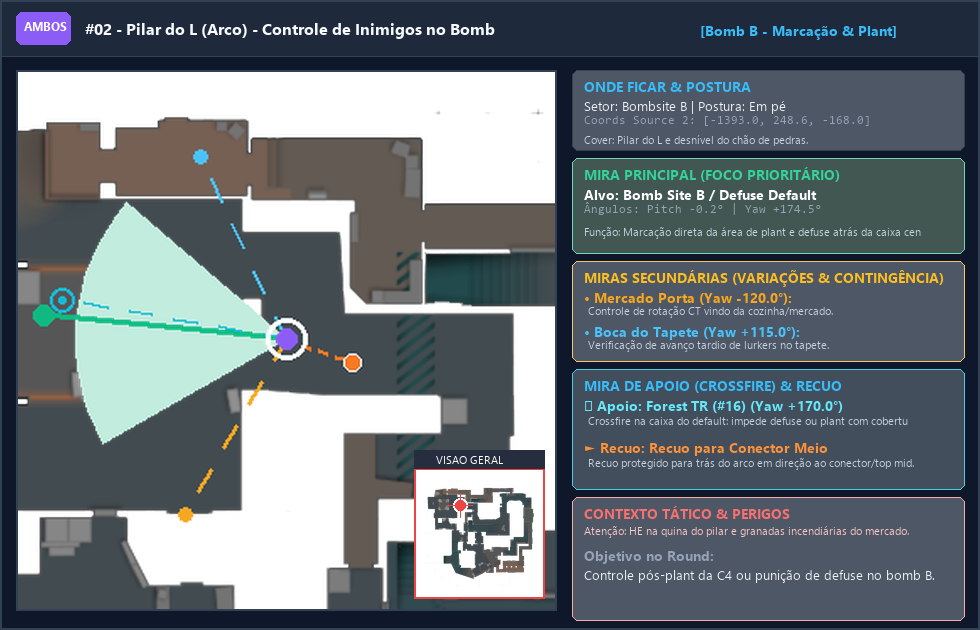 AMBOS
#02 - Pilar do L (Arco) - Controle de Inimigos no Bomb
[Bomb B - Marcação & Plant]
ONDE FICAR & POSTURA
Setor: Bombsite B | Postura: Em pé
Coords Source 2: [-1393.0, 248.6, -168.0]
Cover: Pilar do L e desnível do chão de pedras.
MIRA PRINCIPAL (FOCO PRIORITÁRIO)
Alvo: Bomb Site B / Defuse Default
Ângulos: Pitch -0.2° | Yaw +174.5°
Função: Marcação direta da área de plant e defuse atrás da caixa cen
MIRAS SECUNDÁRIAS (VARIAÇÕES & CONTINGÊNCIA)
• Mercado Porta (Yaw -120.0°):
Controle de rotação CT vindo da cozinha/mercado.
• Boca do Tapete (Yaw +115.0°):
Verificação de avanço tardio de lurkers no tapete.
MIRA DE APOIO (CROSSFIRE) & RECUO
Apoio: Forest TR (#16) (Yaw +170.0°)
Crossfire na caixa do default: impede defuse ou plant com cobertu
► Recuo: Recuo para Conector Meio
Recuo protegido para trás do arco em direção ao conector/top mid.
VISAO GERAL
CONTEXTO TÁTICO & PERIGOS
Atenção: HE na quina do pilar e granadas incendiárias do mercado.
Objetivo no Round:
Controle pós-plant da C4 ou punição de defuse no bomb B.